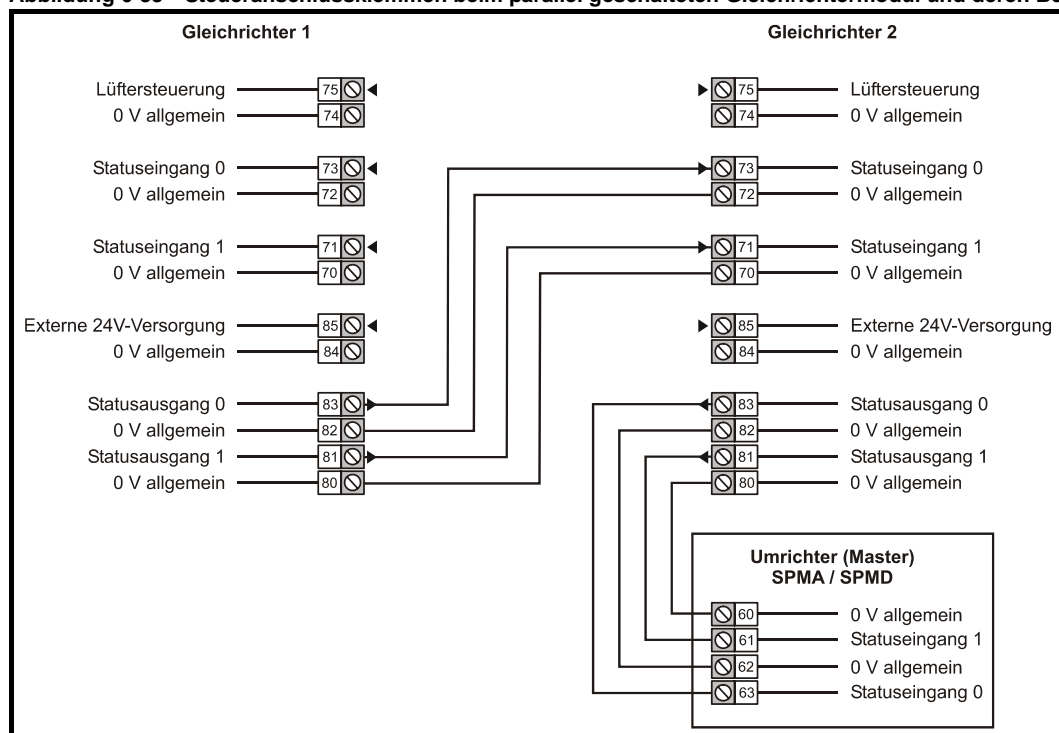 Gleichrichter 1 Gleichrichter 2
Lüftersteuerung 75 75 Lüftersteuerung
0 V allgemein 74 74 0 V allgemein
Statuseingang 0 73 73 Statuseingang 0
0 V allgemein 72 72 0 V allgemein
Statuseingang 1 71 71 Statuseingang 1
0 V allgemein 70 70 0 V allgemein
Externe 24V-Versorgung 85 85 Externe 24V-Versorgung
0 V allgemein 84 84 0 V allgemein
Statusausgang 0 83 83 Statusausgang 0
0 V allgemein 82 82 0 V allgemein
Statusausgang 1 81 81 Statusausgang 1
0 V allgemein 80 80 0 V allgemein
Umrichter (Master)
SPMA / SPMD
60 0 V allgemein
61 Statuseingang 1
62 0 V allgemein
63 Statuseingang 0